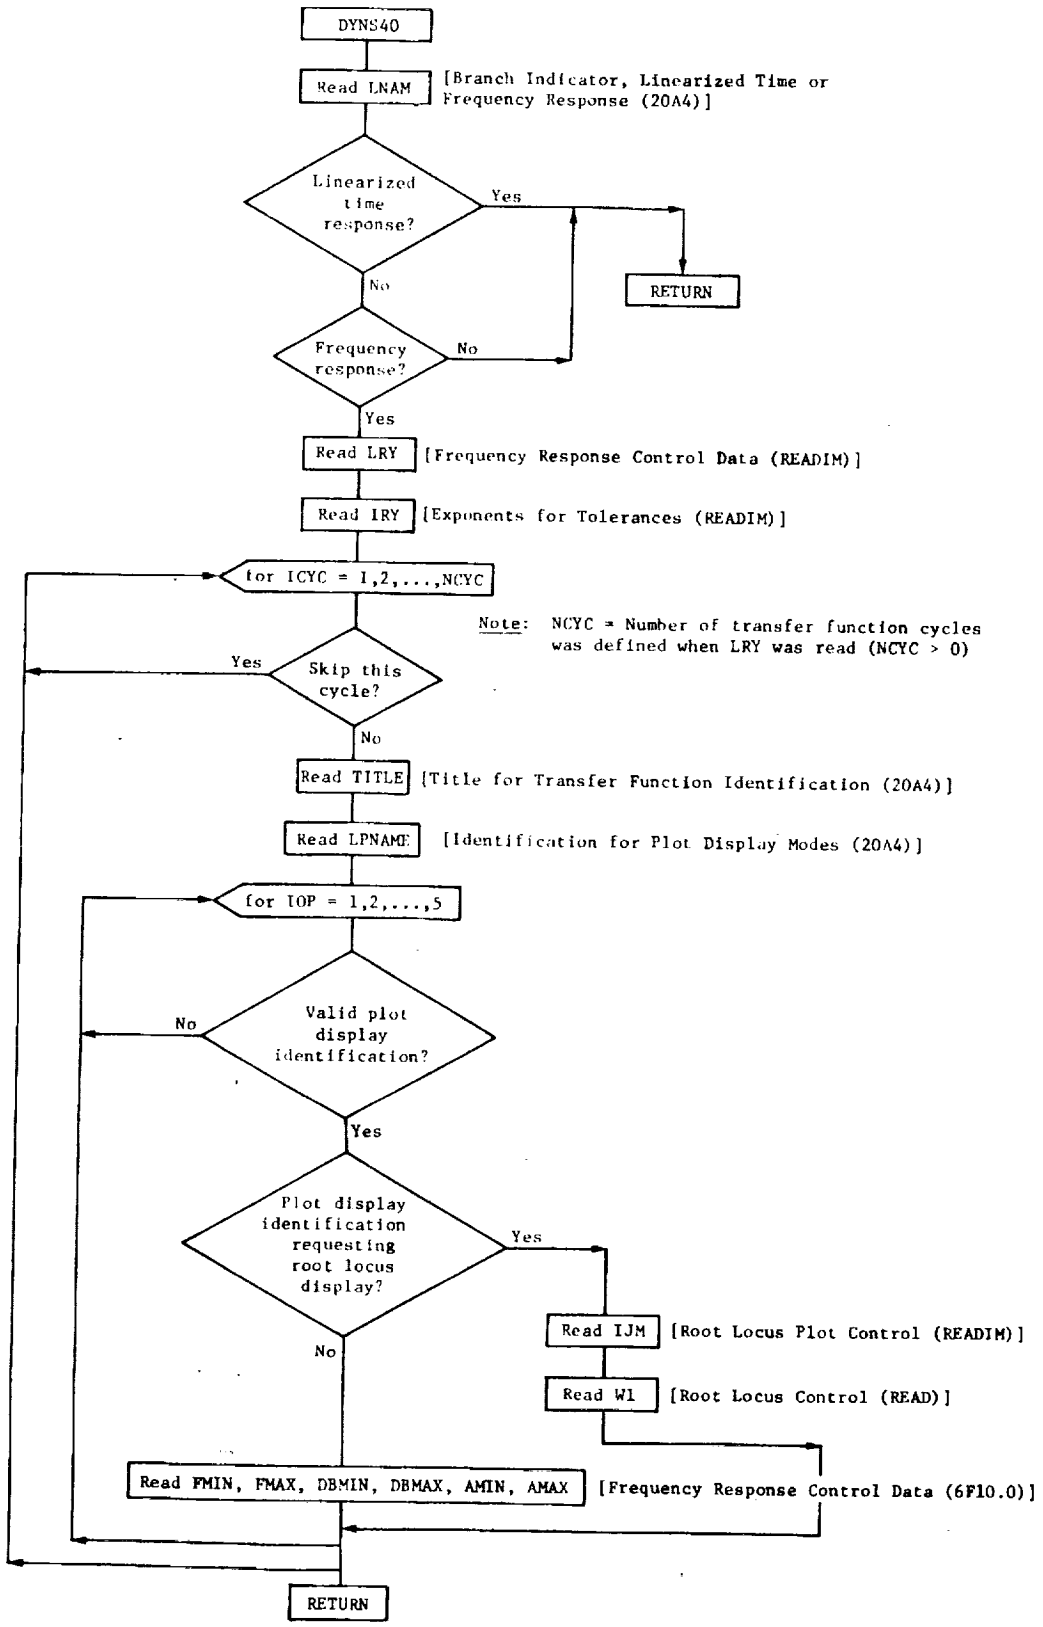 DYNS40
Read LNAM
[Branch Indicator, Linearized Time or
Frequency Response (20A4)]
Linearized
time
response?
Yes
No
RETURN
Frequency
response?
No
Yes
Read LRY
[Frequency Response Control Data (READIM)]
Read IRY
[Exponents for Tolerances (READIM)]
for ICYC = 1,2,...,NCYC
Note: NCYC = Number of transfer function cycles
was defined when LRY was read (NCYC > 0)
Yes
Skip this
cycle?
No
Read TITLE
[Title for Transfer Function Identification (20A4)]
Read LPNAME
[Identification for Plot Display Modes (20A4)]
for IOP = 1,2,...,5
Valid plot
display
identification?
No
Yes
Plot display
identification
requesting
root locus
display?
Yes
No
Read IJM
[Root Locus Plot Control (READIM)]
Read W1
[Root Locus Control (READ)]
Read FMIN, FMAX, DBMIN, DBMAX, AMIN, AMAX
[Frequency Response Control Data (6F10.0)]
RETURN